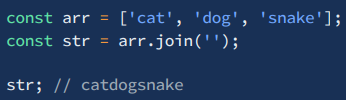 const arr = ['cat', 'dog', 'snake'];
const str = arr.join('');
str; // catdogsnake